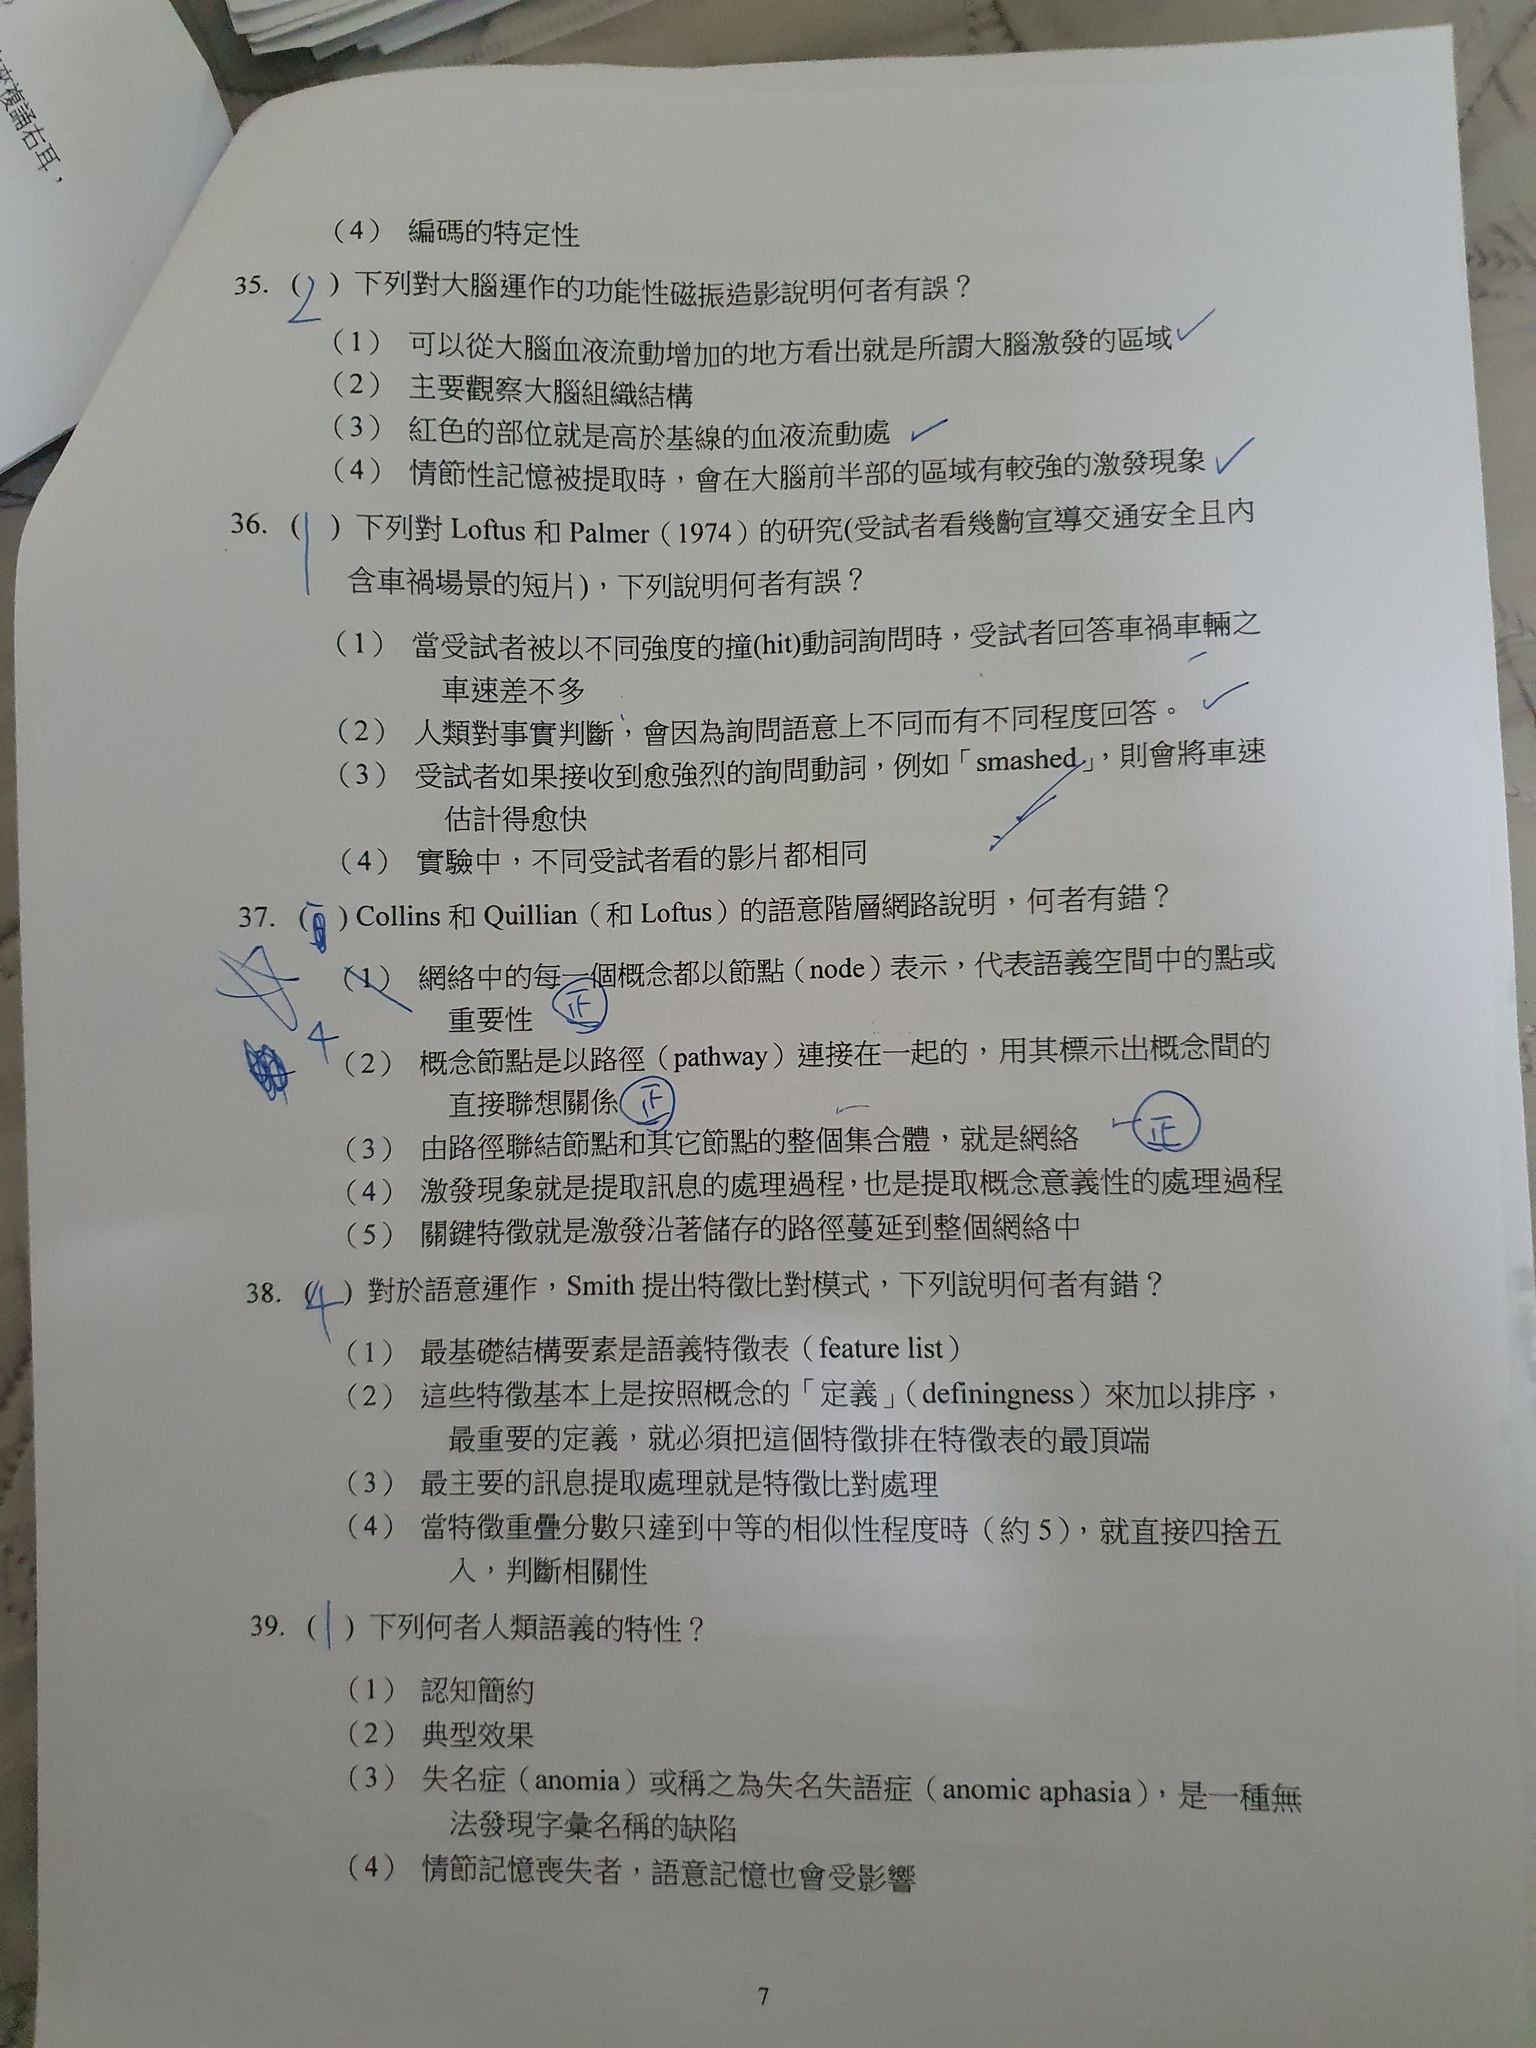 來複誦右耳，
（4） 編碼的特定性
35. ( 2 ) 下列對大腦運作的功能性磁振造影說明何者有誤？
（1） 可以從大腦血液流動增加的地方看出就是所謂大腦激發的區域
（2） 主要觀察大腦組織結構
（3） 紅色的部位就是高於基線的血液流動處
（4） 情節性記憶被提取時，會在大腦前半部的區域有較強的激發現象
36. ( 1 ) 下列對 Loftus 和 Palmer（1974）的研究(受試者看幾齣宣導交通安全且內
含車禍場景的短片)，下列說明何者有誤？
（1） 當受試者被以不同強度的撞(hit)動詞詢問時，受試者回答車禍車輛之
車速差不多
（2） 人類對事實判斷，會因為詢問語意上不同而有不同程度回答。
（3） 受試者如果接收到愈強烈的詢問動詞，例如「smashed」，則會將車速
估計得愈快
（4） 實驗中，不同受試者看的影片都相同
37. ( ) Collins 和 Quillian（和 Loftus）的語意階層網路說明，何者有錯？
（1） 網絡中的每一個概念都以節點（node）表示，代表語義空間中的點或
重要性 正
4
（2） 概念節點是以路徑（pathway）連接在一起的，用其標示出概念間的
直接聯想關係 正
（3） 由路徑聯結節點和其它節點的整個集合體，就是網絡 正
（4） 激發現象就是提取訊息的處理過程，也是提取概念意義性的處理過程
（5） 關鍵特徵就是激發沿著儲存的路徑蔓延到整個網絡中
38. ( 4 ) 對於語意運作，Smith 提出特徵比對模式，下列說明何者有錯？
（1） 最基礎結構要素是語義特徵表（feature list）
（2） 這些特徵基本上是按照概念的「定義」（definingness）來加以排序，
最重要的定義，就必須把這個特徵排在特徵表的最頂端
（3） 最主要的訊息提取處理就是特徵比對處理
（4） 當特徵重疊分數只達到中等的相似性程度時（約 5），就直接四捨五
入，判斷相關性
39. ( 1 ) 下列何者人類語義的特性？
（1） 認知簡約
（2） 典型效果
（3） 失名症（anomia）或稱之為失名失語症（anomic aphasia），是一種無
法發現字彙名稱的缺陷
（4） 情節記憶喪失者，語意記憶也會受影響
7